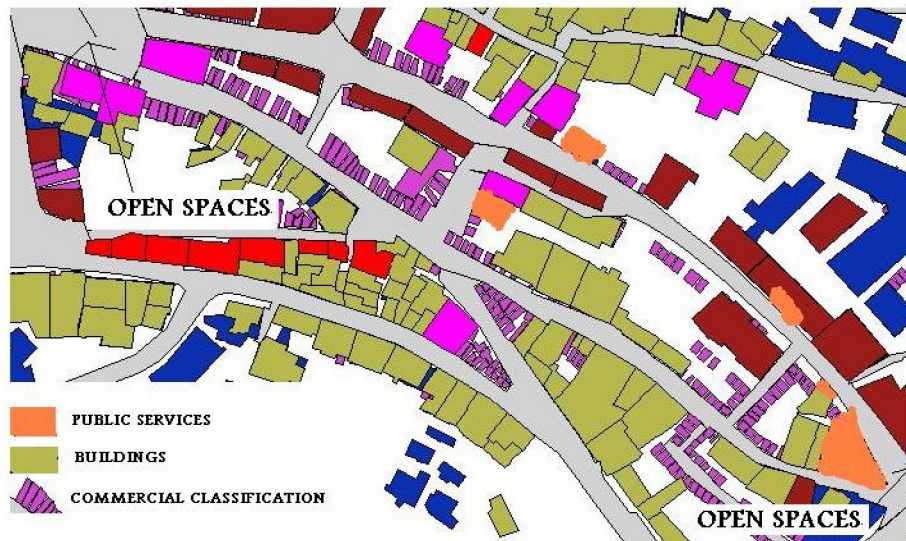 OPEN SPACES
PUBLIC SERVICES
BUILDINGS
COMMERCIAL CLASSIFICATION
OPEN SPACES